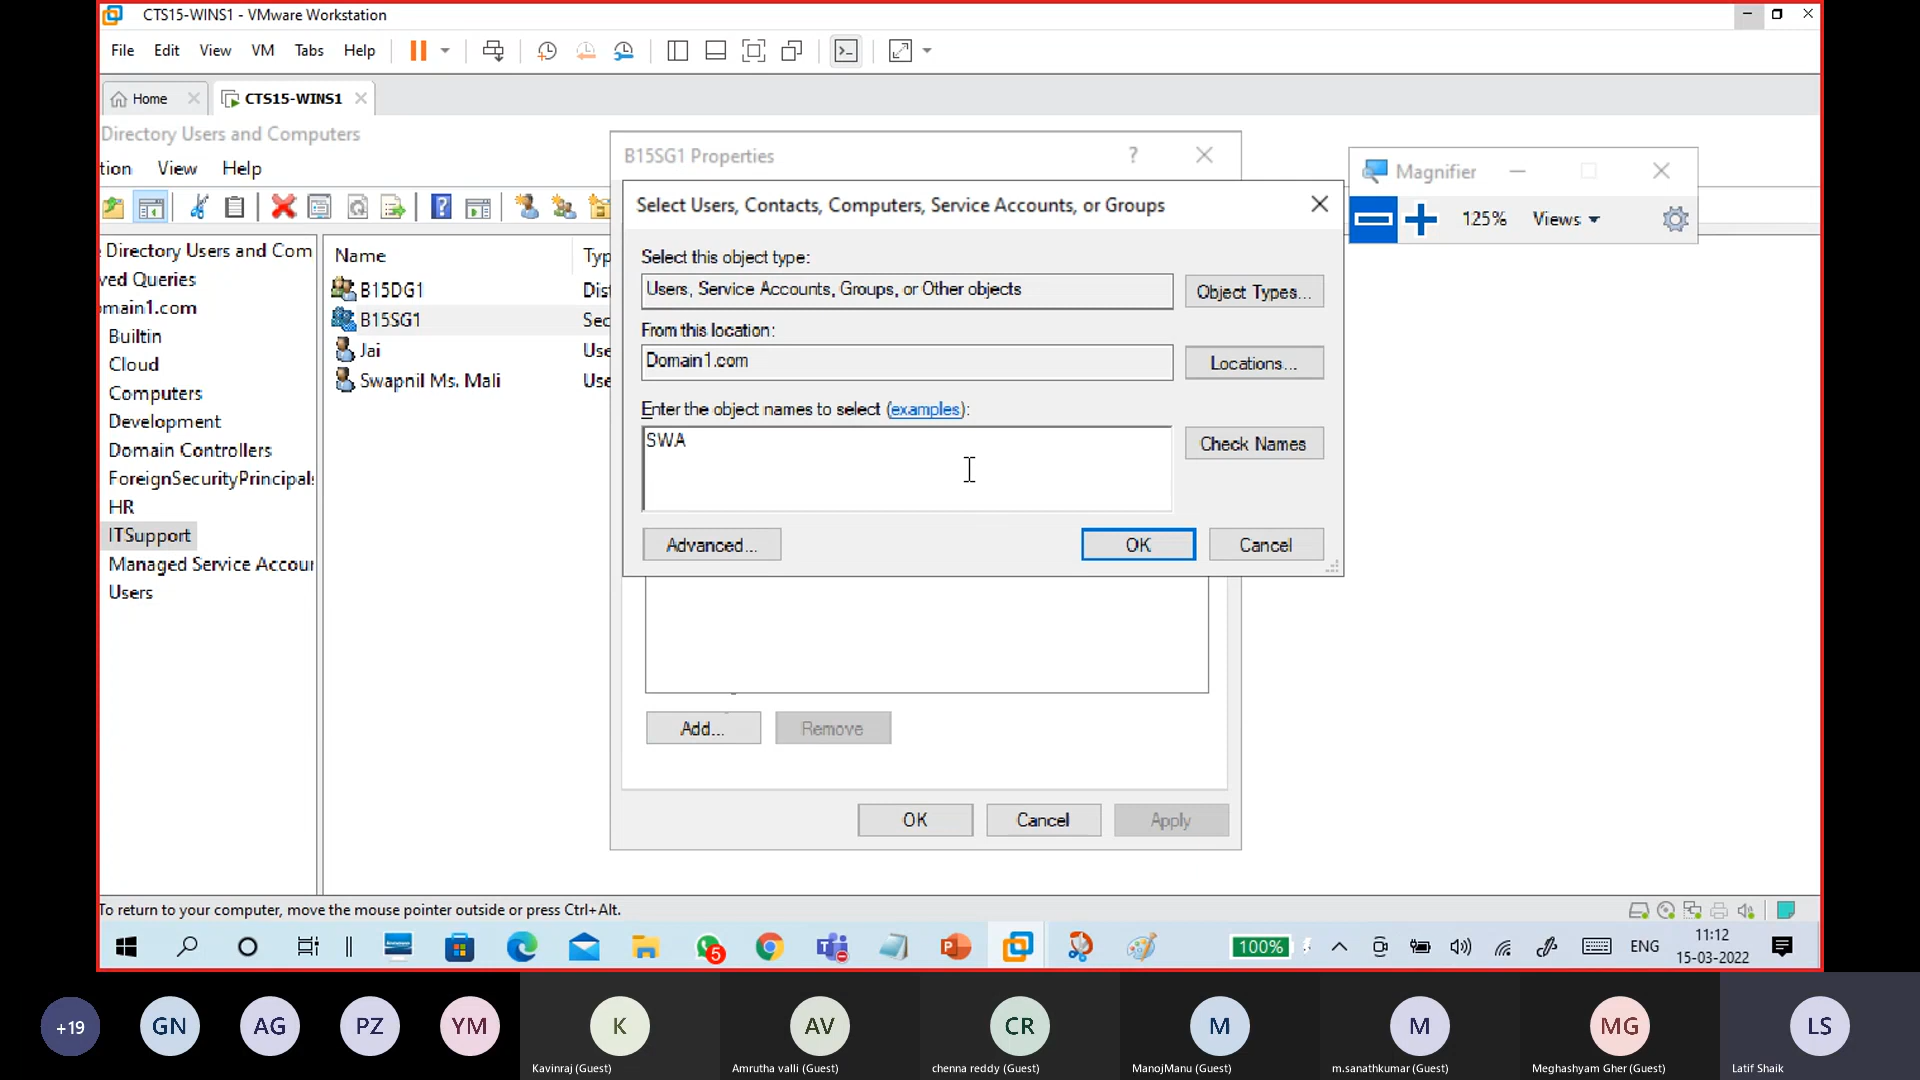 CTS15-WINS1 - VMware Workstation
File Edit View VM Tabs Help
Home
CTS15-WINS1
Directory Users and Computers
tion View Help
B15SG1 Properties
?
Magnifier
125% Views
Select Users, Contacts, Computers, Service Accounts, or Groups
Select this object type:
Users, Service Accounts, Groups, or Other objects
Object Types...
From this location:
Domain1.com
Locations...
Enter the object names to select (examples):
SWA
Check Names
Advanced...
OK
Cancel
Directory Users and Com
ved Queries
main1.com
Builtin
Cloud
Computers
Development
Domain Controllers
ForeignSecurityPrincipals
HR
ITSupport
Managed Service Accour
Users
Name Typ
B15DG1 Dist
B15SG1 Sec
Jai Use
Swapnil Ms. Mali Use
Add... Remove
OK Cancel Apply
To return to your computer, move the mouse pointer outside or press Ctrl+Alt.
5
100%
ENG
11:12
15-03-2022
+19
GN
AG
PZ
YM
K
Kavinraj (Guest)
AV
Amrutha valli (Guest)
CR
chenna reddy (Guest)
M
ManojManu (Guest)
M
m.sanathkumar (Guest)
MG
Meghashyam Gher (Guest)
LS
Latif Shaik